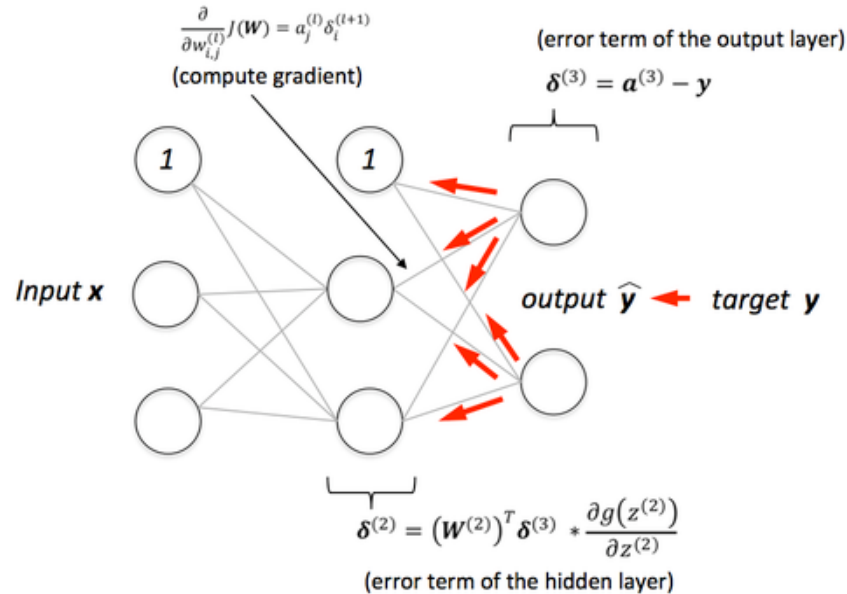 ∂/∂w_{i,j}^{(l)} J(W) = a_j^{(l)} δ_i^{(l+1)}
(compute gradient)
(error term of the output layer)
δ^{(3)} = a^{(3)} − y
1
1
Input x
output ŷ
target y
δ^{(2)} = (W^{(2)})^T δ^{(3)} * ∂g(z^{(2)})/∂z^{(2)}
(error term of the hidden layer)